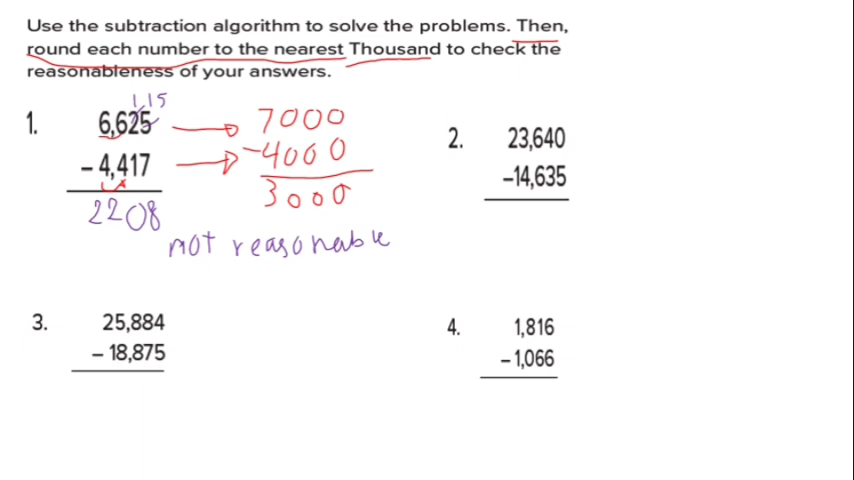 Use the subtraction algorithm to solve the problems. Then,
round each number to the nearest Thousand to check the
reasonableness of your answers.
1 15
1. 6,625 7000
- 4,417 -4000
2208 3000
not reasonable
2. 23,640
-14,635
3. 25,884
- 18,875
4. 1,816
- 1,066